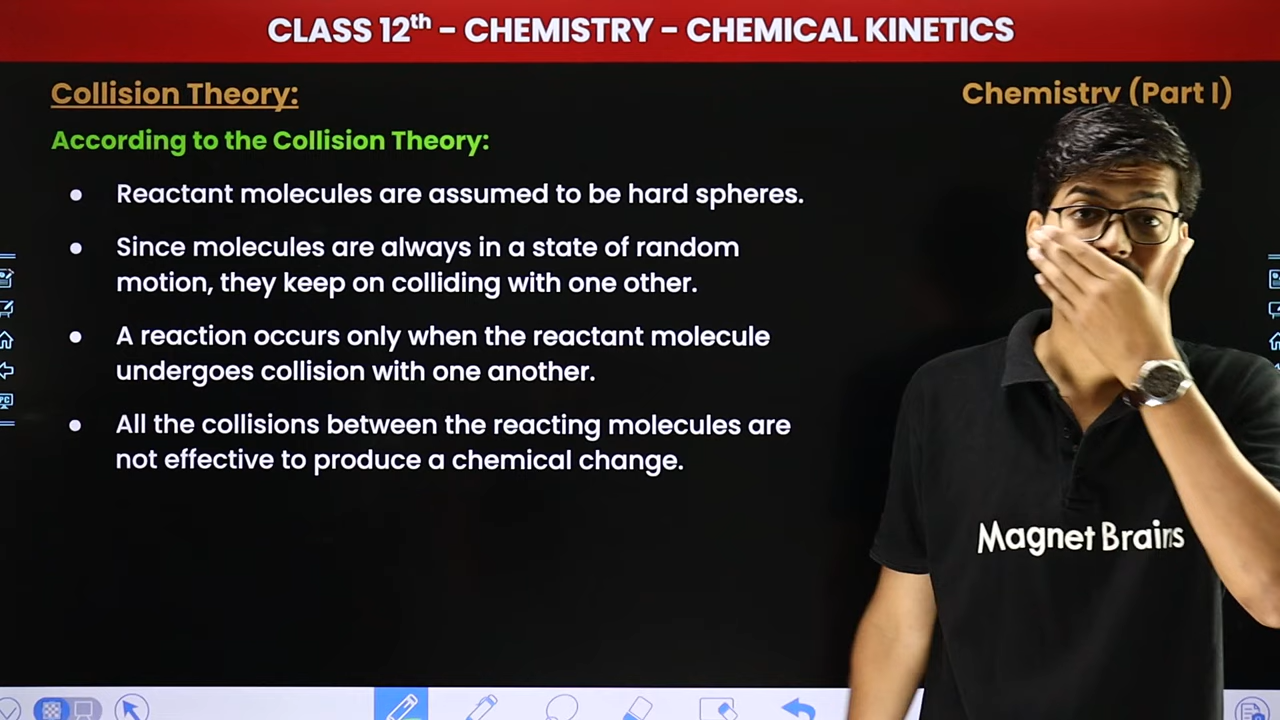 CLASS 12th - CHEMISTRY - CHEMICAL KINETICS
Collision Theory:
Chemistry (Part I)
According to the Collision Theory:
• Reactant molecules are assumed to be hard spheres.
• Since molecules are always in a state of random
motion, they keep on colliding with one other.
• A reaction occurs only when the reactant molecule
undergoes collision with one another.
• All the collisions between the reacting molecules are
not effective to produce a chemical change.
Magnet Brains